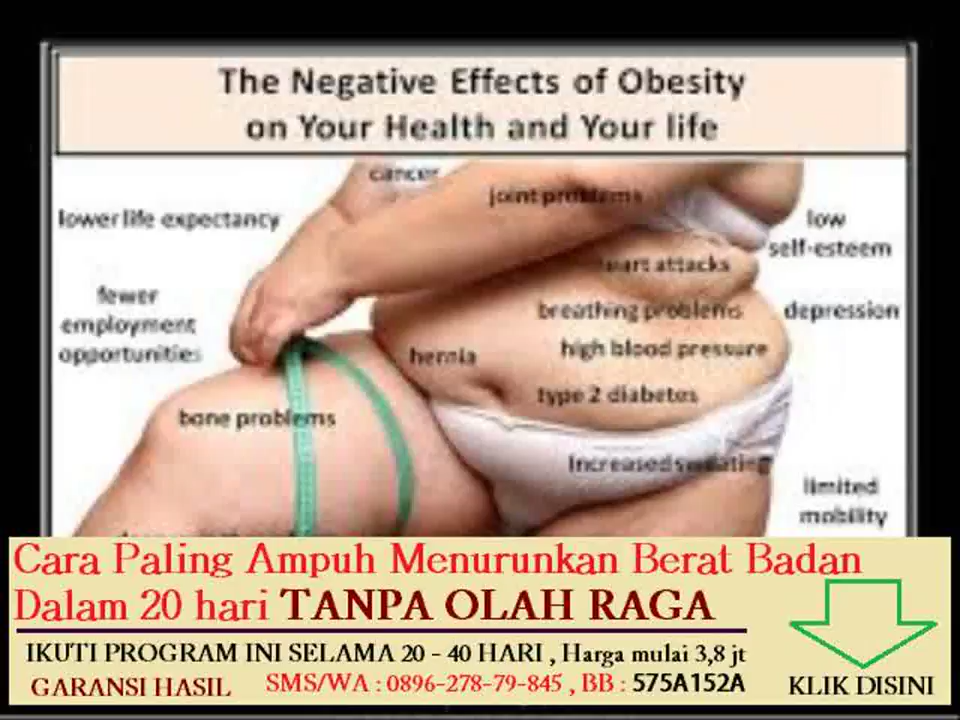 The Negative Effects of Obesity
on Your Health and Your life
cancer
joint problems
lower life expectancy
low
self-esteem
heart attacks
fewer
employment
opportunities
breathing problems
depression
hernia
high blood pressure
type 2 diabetes
bone problems
Increased sweating
limited
mobility
Cara Paling Ampuh Menurunkan Berat Badan
Dalam 20 hari TANPA OLAH RAGA
IKUTI PROGRAM INI SELAMA 20 - 40 HARI , Harga mulai 3,8 jt
GARANSI HASIL SMS/WA : 0896-278-79-845 , BB : 575A152A
KLIK DISINI